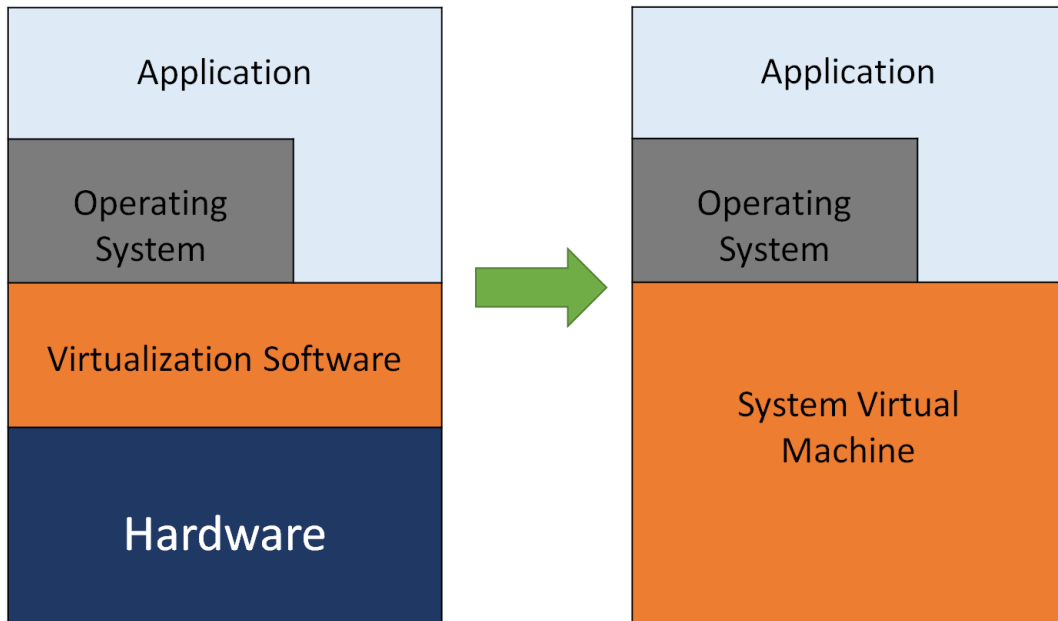 Application
Operating
System
Virtualization Software
Hardware
Application
Operating
System
System Virtual
Machine